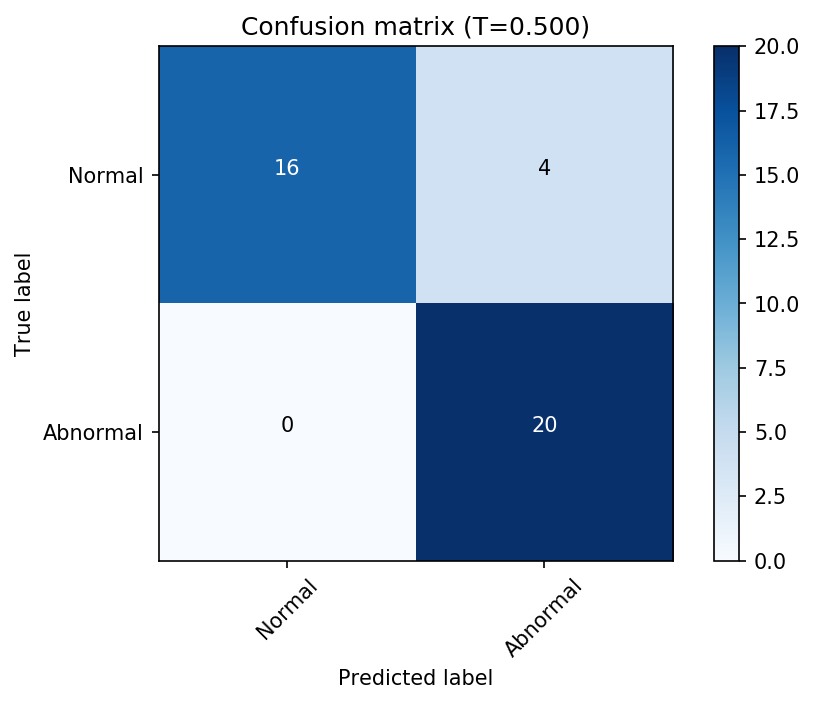 Confusion matrix (T=0.500)
True label
Normal
Abnormal
16
4
0
20
Normal
Abnormal
Predicted label
20.0
17.5
15.0
12.5
10.0
7.5
5.0
2.5
0.0